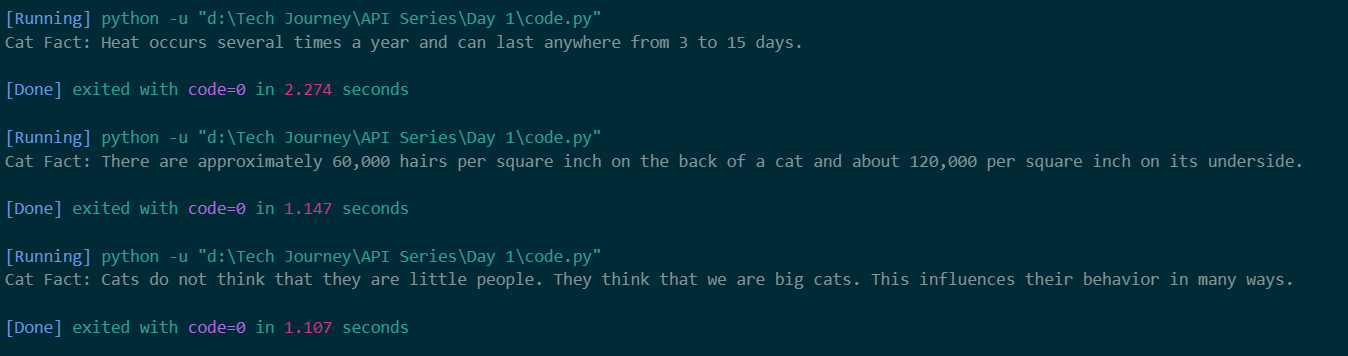 [Running] python -u "d:\Tech Journey\API Series\Day 1\code.py"
Cat Fact: Heat occurs several times a year and can last anywhere from 3 to 15 days.
[Done] exited with code=0 in 2.274 seconds
[Running] python -u "d:\Tech Journey\API Series\Day 1\code.py"
Cat Fact: There are approximately 60,000 hairs per square inch on the back of a cat and about 120,000 per square inch on its underside.
[Done] exited with code=0 in 1.147 seconds
[Running] python -u "d:\Tech Journey\API Series\Day 1\code.py"
Cat Fact: Cats do not think that they are little people. They think that we are big cats. This influences their behavior in many ways.
[Done] exited with code=0 in 1.107 seconds